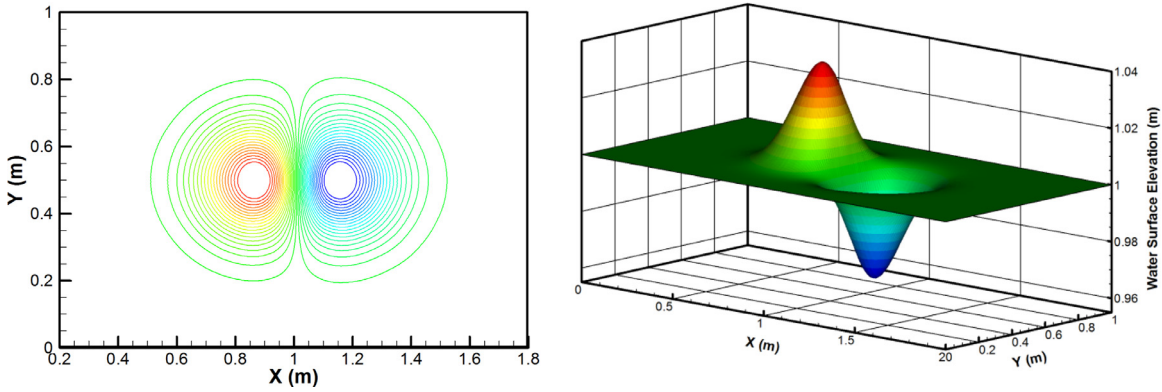 1
0.8
0.6
0.4
0.2
0
Y (m)
0.2 0.4 0.6 0.8 1 1.2 1.4 1.6 1.8
X (m)
1.04
1.02
1
0.98
0.96
Water Surface Elevation (m)
0 0.5 1 1.5 20
X (m)
0.2 0.4 0.6 0.8 1
Y (m)